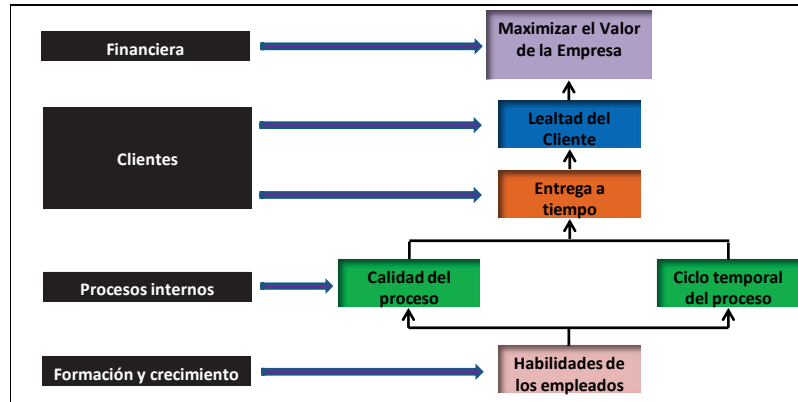 Financiera
Maximizar el Valor
de la Empresa
Clientes
Lealtad del
Cliente
Entrega a
tiempo
Procesos internos
Calidad del
proceso
Ciclo temporal
del proceso
Formación y crecimiento
Habilidades de
los empleados